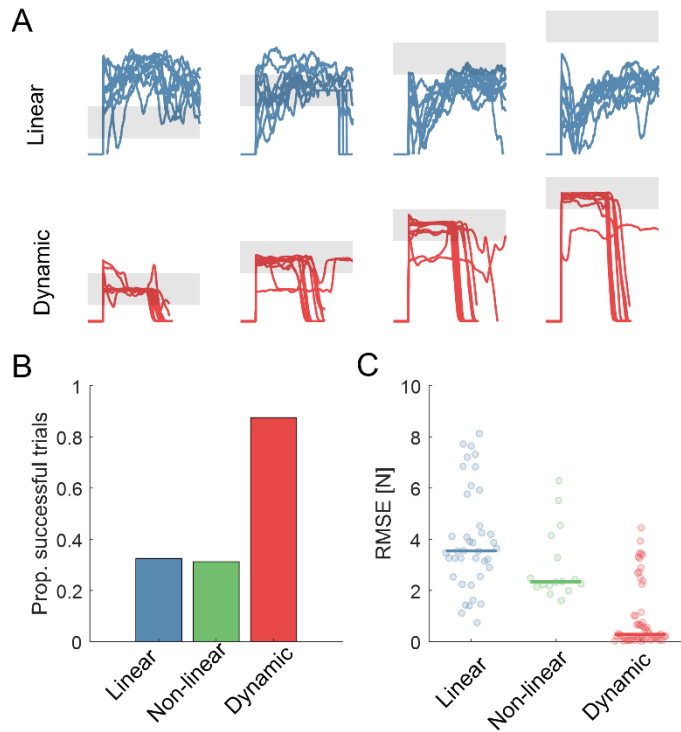 A
Linear
Dynamic
B
Prop. successful trials
1
0.8
0.6
0.4
0.2
0
Linear
Non-linear
Dynamic
C
RMSE [N]
10
8
6
4
2
0
Linear
Non-linear
Dynamic